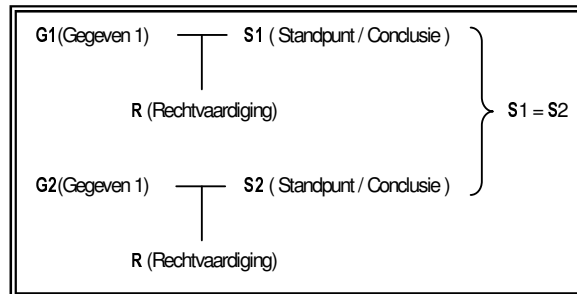 G1(Gegeven 1) S1 ( Standpunt / Conclusie )
R (Rechtvaardiging)
S1 = S2
G2(Gegeven 1) S2 ( Standpunt / Conclusie )
R (Rechtvaardiging)